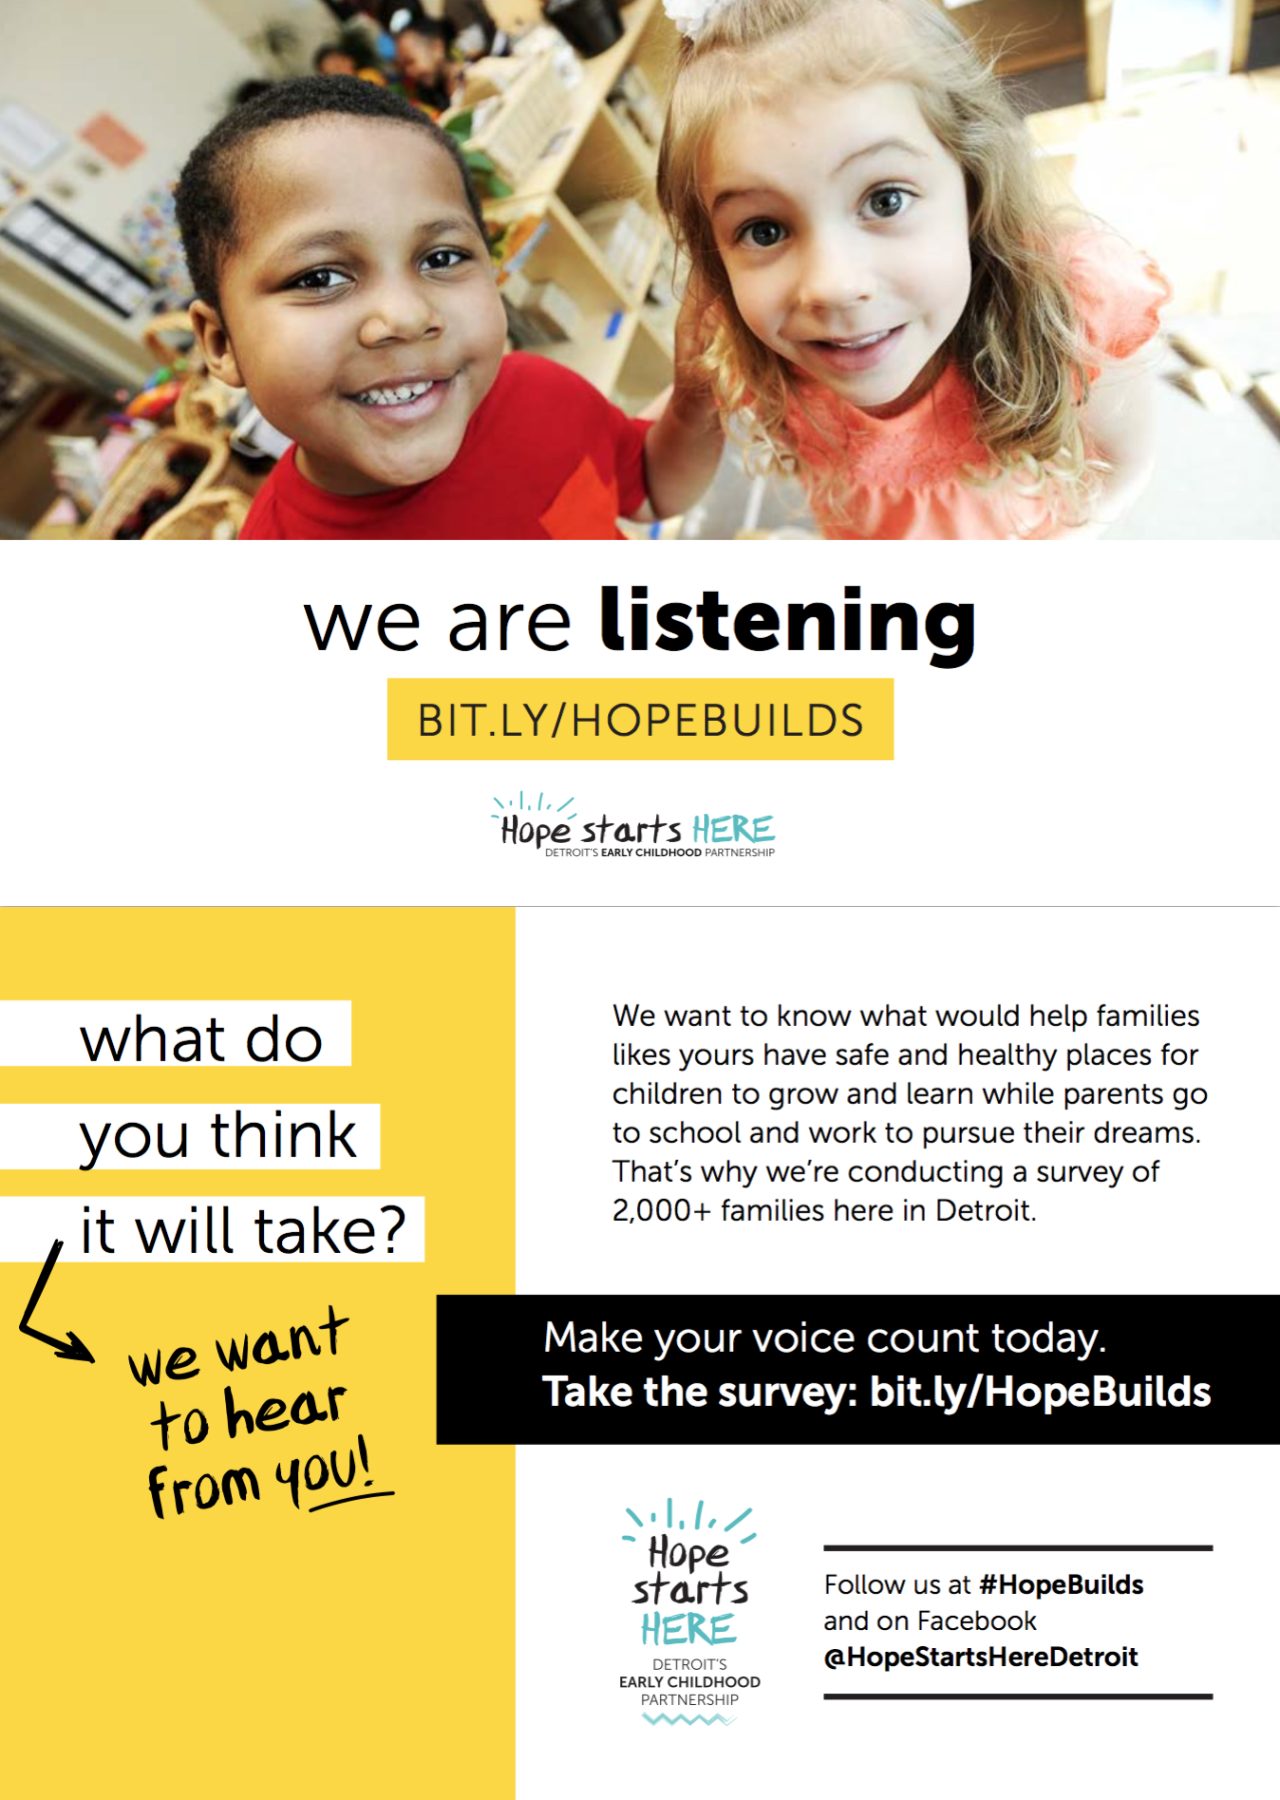 we are listening
BIT.LY/HOPEBUILDS
Hope starts HERE
DETROIT'S EARLY CHILDHOOD PARTNERSHIP
what do
you think
it will take?
we want
to hear
from you!
We want to know what would help families
likes yours have safe and healthy places for
children to grow and learn while parents go
to school and work to pursue their dreams.
That's why we're conducting a survey of
2,000+ families here in Detroit.
Make your voice count today.
Take the survey: bit.ly/HopeBuilds
Hope
starts
HERE
DETROIT'S
EARLY CHILDHOOD
PARTNERSHIP
Follow us at #HopeBuilds
and on Facebook
@HopeStartsHereDetroit